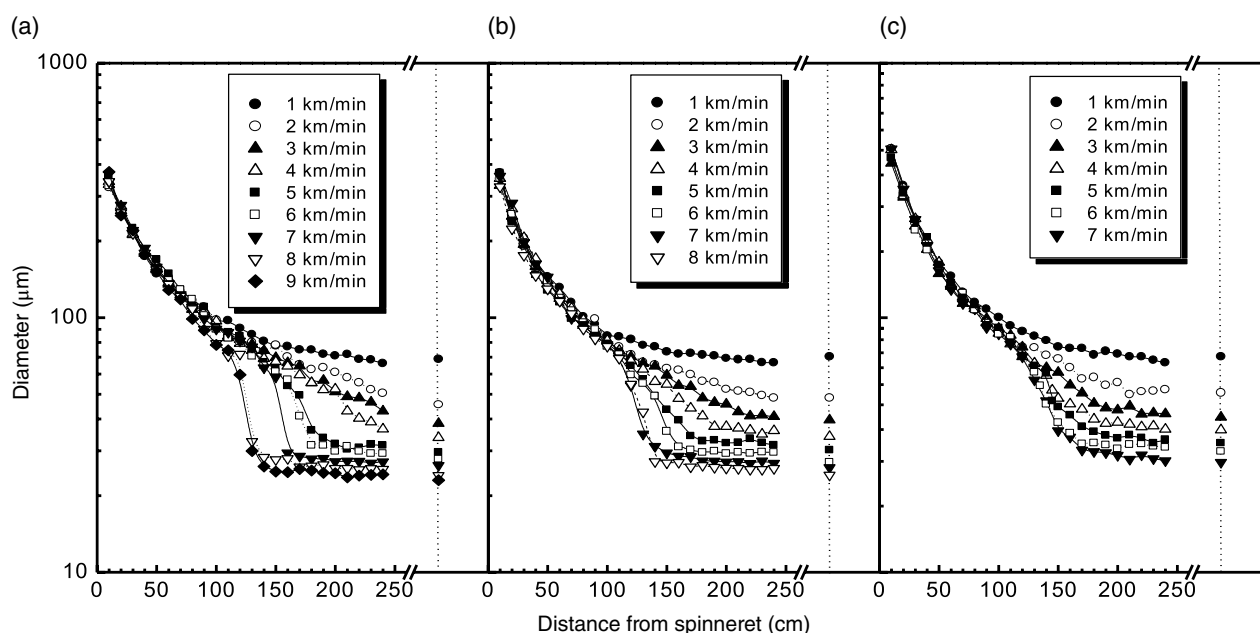 (a)
(b)
(c)
1000
100
10
Diameter (μm)
1 km/min
2 km/min
3 km/min
4 km/min
5 km/min
6 km/min
7 km/min
8 km/min
9 km/min
1 km/min
2 km/min
3 km/min
4 km/min
5 km/min
6 km/min
7 km/min
8 km/min
1 km/min
2 km/min
3 km/min
4 km/min
5 km/min
6 km/min
7 km/min
0 50 100 150 200 250
0 50 100 150 200 250
0 50 100 150 200 250
Distance from spinneret (cm)